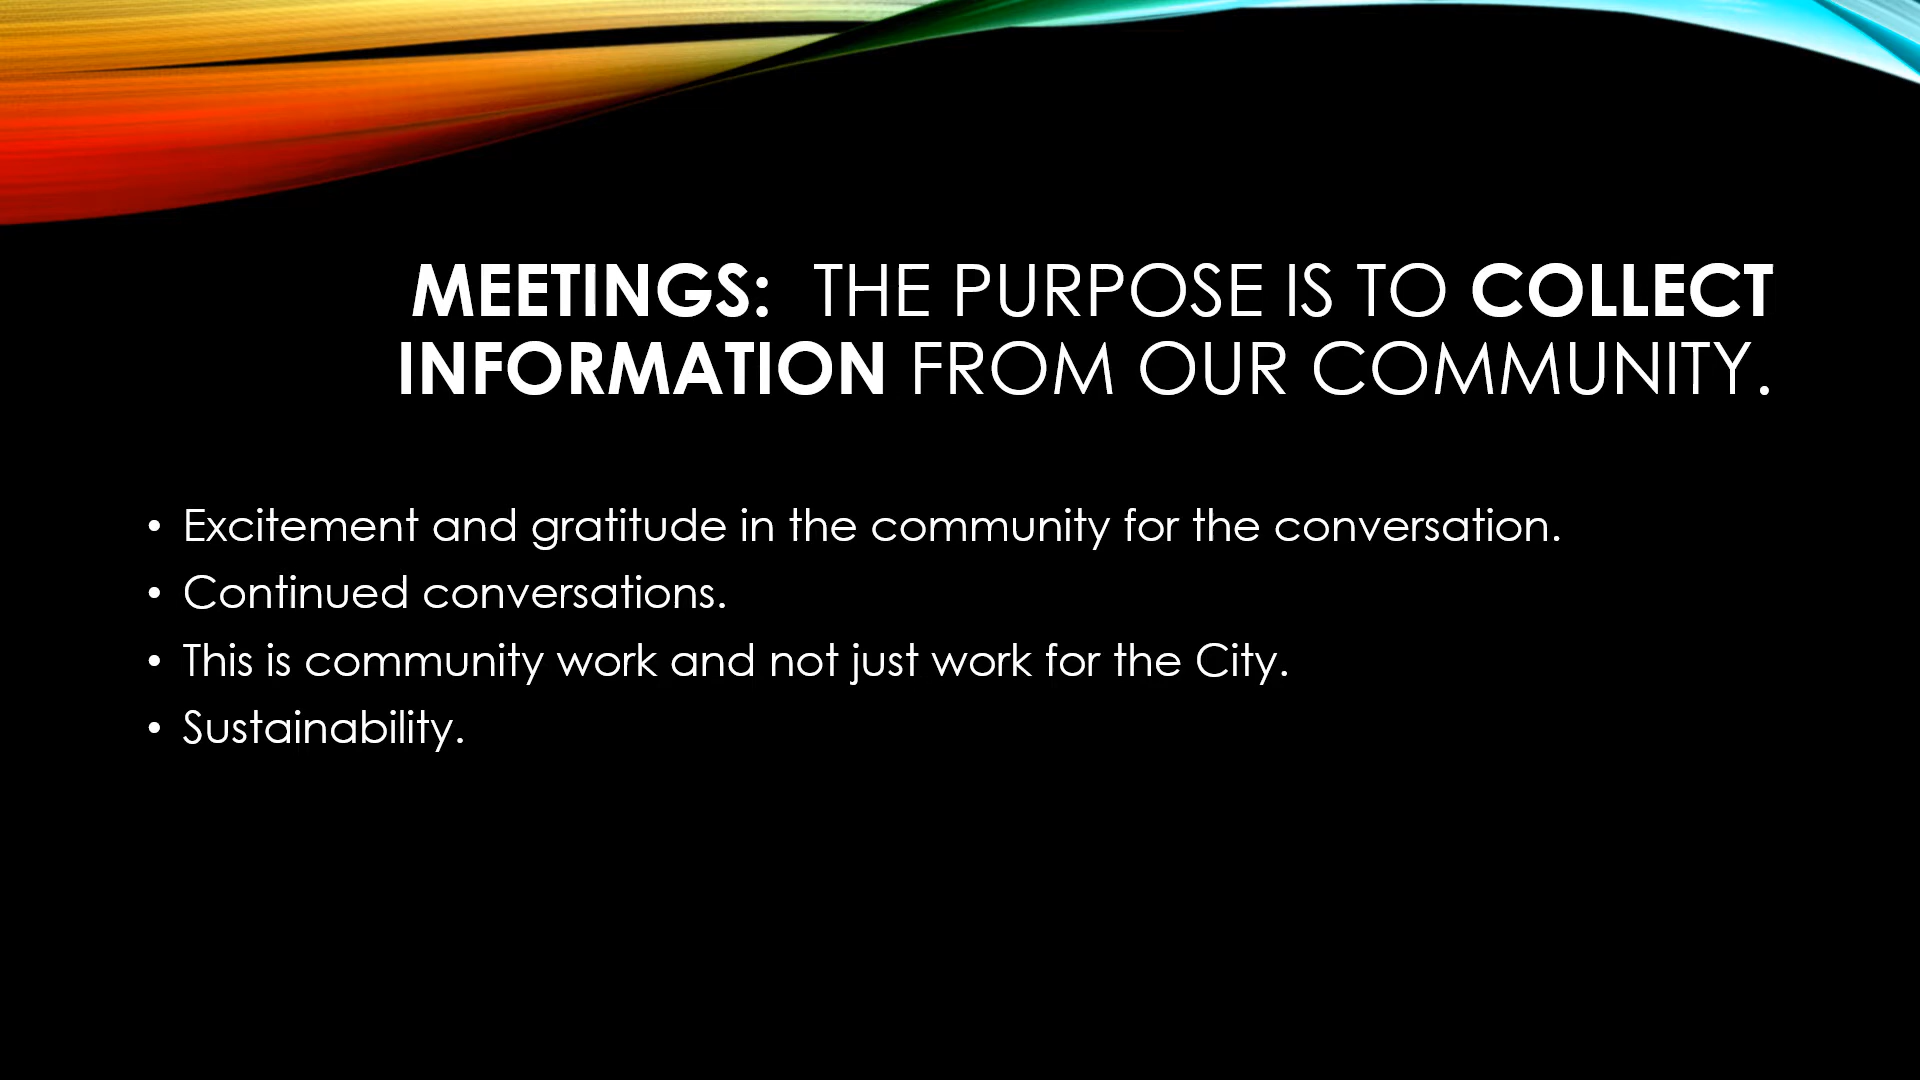 MEETINGS:  THE PURPOSE IS TO COLLECT
INFORMATION FROM OUR COMMUNITY.
• Excitement and gratitude in the community for the conversation.
• Continued conversations.
• This is community work and not just work for the City.
• Sustainability.